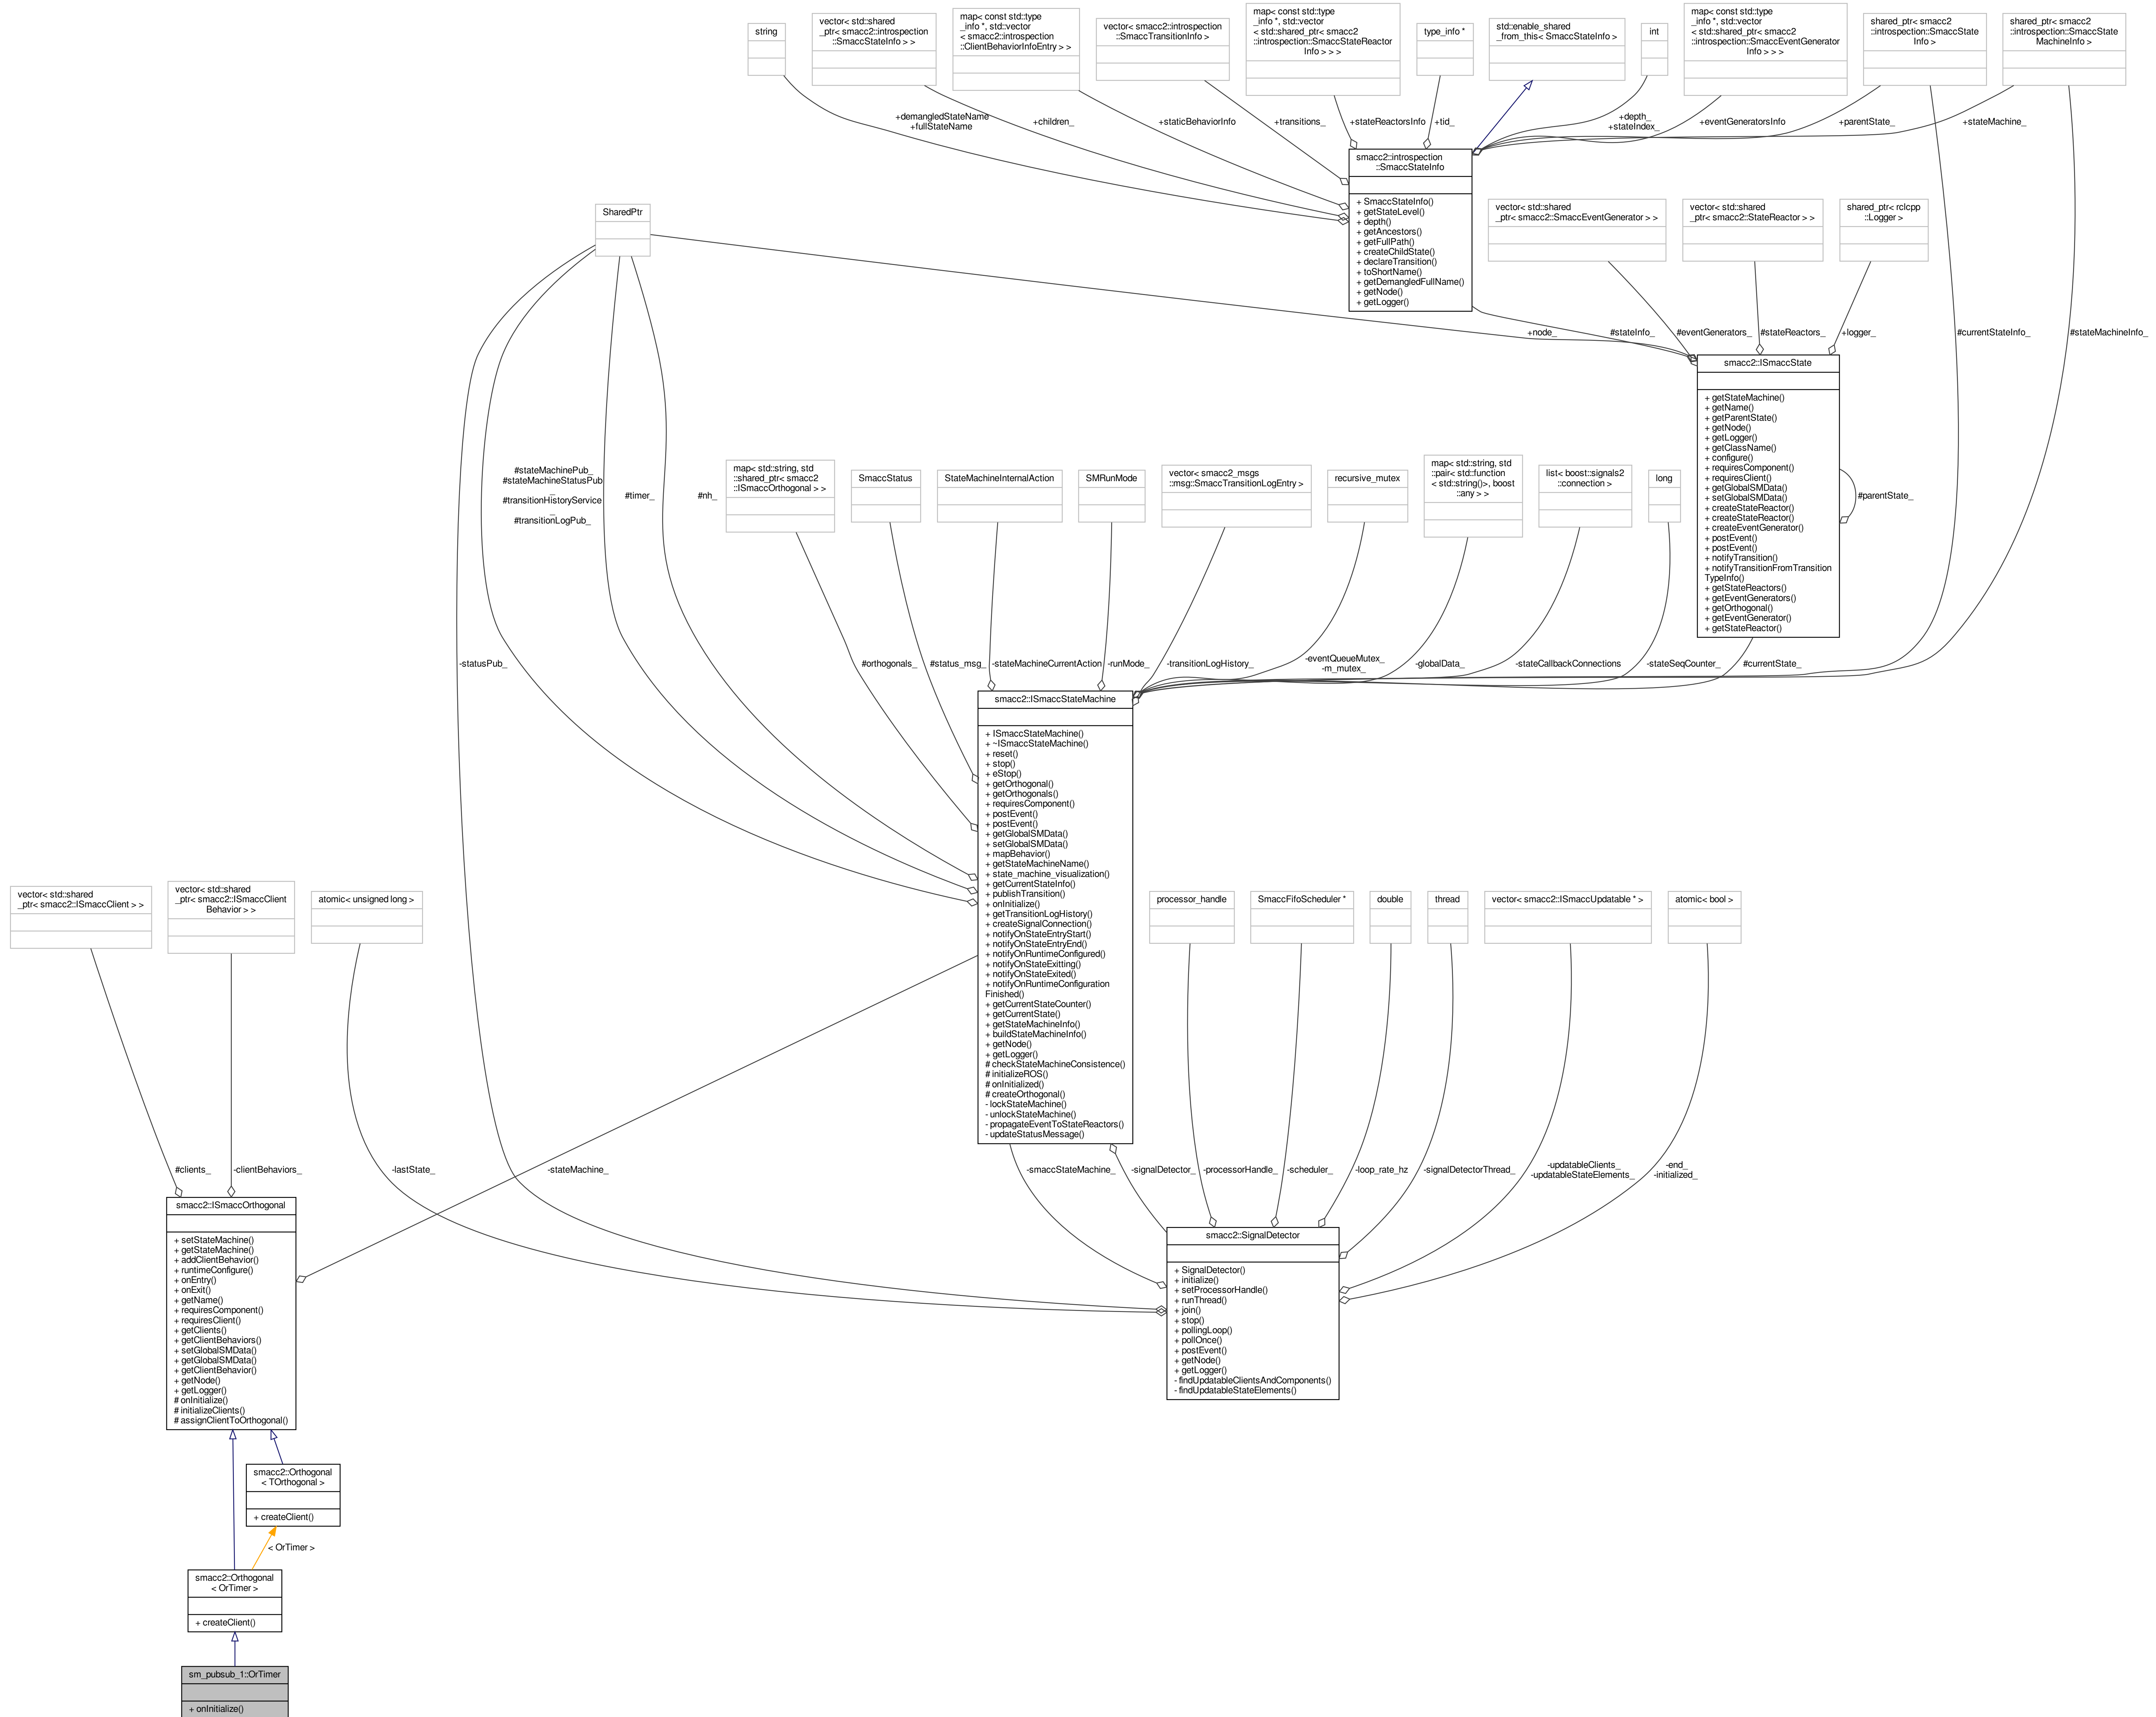 string
vector< std::shared
_ptr< smacc2::introspection
::SmaccStateInfo > >
map< const std::type
_info *, std::vector
< smacc2::introspection
::ClientBehaviorInfoEntry > >
vector< smacc2::introspection
::SmaccTransitionInfo >
map< const std::type
_info *, std::vector
< std::shared_ptr< smacc2
::introspection::SmaccStateReactor
Info > > >
type_info *
std::enable_shared
_from_this< SmaccStateInfo >
int
map< const std::type
_info *, std::vector
< std::shared_ptr< smacc2
::introspection::SmaccEventGenerator
Info > > >
shared_ptr< smacc2
::introspection::SmaccState
Info >
shared_ptr< smacc2
::introspection::SmaccState
MachineInfo >
+demangledStateName
+fullStateName
+children_
+staticBehaviorInfo
+transitions_
+stateReactorsInfo
+tid_
+depth_
+stateIndex_
+eventGeneratorsInfo
+parentState_
+stateMachine_
smacc2::introspection
::SmaccStateInfo
+ SmaccStateInfo()
+ getStateLevel()
+ depth()
+ getAncestors()
+ getFullPath()
+ createChildState()
+ declareTransition()
+ toShortName()
+ getDemangledFullName()
+ getNode()
+ getLogger()
SharedPtr
vector< std::shared
_ptr< smacc2::SmaccEventGenerator > >
vector< std::shared
_ptr< smacc2::StateReactor > >
shared_ptr< rclcpp
::Logger >
+node_
#stateInfo_
#eventGenerators_
#stateReactors_
+logger_
#currentStateInfo_
#stateMachineInfo_
smacc2::ISmaccState
+ getStateMachine()
+ getName()
+ getParentState()
+ getNode()
+ getLogger()
+ getClassName()
+ configure()
+ requiresComponent()
+ requiresClient()
+ getGlobalSMData()
+ setGlobalSMData()
+ createStateReactor()
+ createStateReactor()
+ createEventGenerator()
+ postEvent()
+ postEvent()
+ notifyTransition()
+ notifyTransitionFromTransition
TypeInfo()
+ getStateReactors()
+ getEventGenerators()
+ getOrthogonal()
+ getEventGenerator()
+ getStateReactor()
#parentState_
#stateMachinePub_
#stateMachineStatusPub
_
#transitionHistoryService
_
#transitionLogPub_
#timer_
#nh_
map< std::string, std
::shared_ptr< smacc2
::ISmaccOrthogonal > >
SmaccStatus
StateMachineInternalAction
SMRunMode
vector< smacc2_msgs
::msg::SmaccTransitionLogEntry >
recursive_mutex
map< std::string, std
::pair< std::function
< std::string()>, boost
::any > >
list< boost::signals2
::connection >
long
-statusPub_
#orthogonals_
#status_msg_
-stateMachineCurrentAction
-runMode_
-transitionLogHistory_
-eventQueueMutex_
-m_mutex_
-globalData_
-stateCallbackConnections
-stateSeqCounter_
#currentState_
smacc2::ISmaccStateMachine
+ ISmaccStateMachine()
+ ~ISmaccStateMachine()
+ reset()
+ stop()
+ eStop()
+ getOrthogonal()
+ getOrthogonals()
+ requiresComponent()
+ postEvent()
+ postEvent()
+ getGlobalSMData()
+ setGlobalSMData()
+ mapBehavior()
+ getStateMachineName()
+ state_machine_visualization()
+ getCurrentStateInfo()
+ publishTransition()
+ onInitialize()
+ getTransitionLogHistory()
+ createSignalConnection()
+ notifyOnStateEntryStart()
+ notifyOnStateEntryEnd()
+ notifyOnRuntimeConfigured()
+ notifyOnStateExitting()
+ notifyOnStateExited()
+ notifyOnRuntimeConfiguration
Finished()
+ getCurrentStateCounter()
+ getCurrentState()
+ getStateMachineInfo()
+ buildStateMachineInfo()
+ getNode()
+ getLogger()
# checkStateMachineConsistence()
# initializeROS()
# onInitialized()
# createOrthogonal()
- lockStateMachine()
- unlockStateMachine()
- propagateEventToStateReactors()
- updateStatusMessage()
vector< std::shared
_ptr< smacc2::ISmaccClient > >
vector< std::shared
_ptr< smacc2::ISmaccClient
Behavior > >
atomic< unsigned long >
processor_handle
SmaccFifoScheduler *
double
thread
vector< smacc2::ISmaccUpdatable * >
atomic< bool >
#clients_
-clientBehaviors_
-lastState_
-stateMachine_
-smaccStateMachine_
-signalDetector_
-processorHandle_
-scheduler_
-loop_rate_hz
-signalDetectorThread_
-updatableClients_
-updatableStateElements_
-end_
-initialized_
smacc2::ISmaccOrthogonal
+ setStateMachine()
+ getStateMachine()
+ addClientBehavior()
+ runtimeConfigure()
+ onEntry()
+ onExit()
+ getName()
+ requiresComponent()
+ requiresClient()
+ getClients()
+ getClientBehaviors()
+ setGlobalSMData()
+ getGlobalSMData()
+ getClientBehavior()
+ getNode()
+ getLogger()
# onInitialize()
# initializeClients()
# assignClientToOrthogonal()
smacc2::SignalDetector
+ SignalDetector()
+ initialize()
+ setProcessorHandle()
+ runThread()
+ join()
+ stop()
+ pollingLoop()
+ pollOnce()
+ postEvent()
+ getNode()
+ getLogger()
- findUpdatableClientsAndComponents()
- findUpdatableStateElements()
smacc2::Orthogonal
< TOrthogonal >
+ createClient()
< OrTimer >
smacc2::Orthogonal
< OrTimer >
+ createClient()
sm_pubsub_1::OrTimer
+ onInitialize()